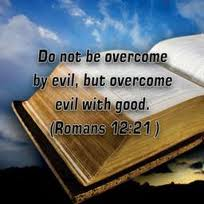 Do not be overcome
by evil, but overcome
evil with good.
(Romans 12:21 )